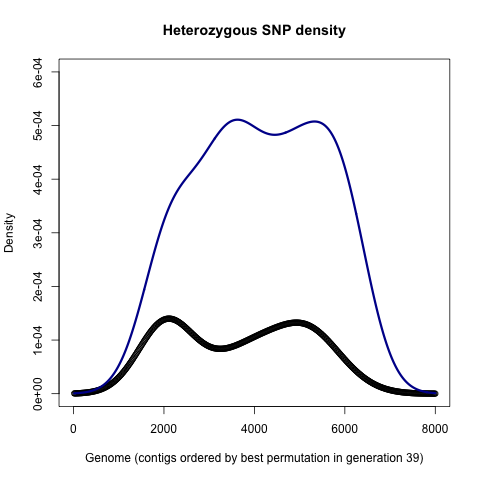 Heterozygous SNP density
6e-04
5e-04
4e-04
3e-04
2e-04
1e-04
0e+00
Density
0 2000 4000 6000 8000
Genome (contigs ordered by best permutation in generation 39)